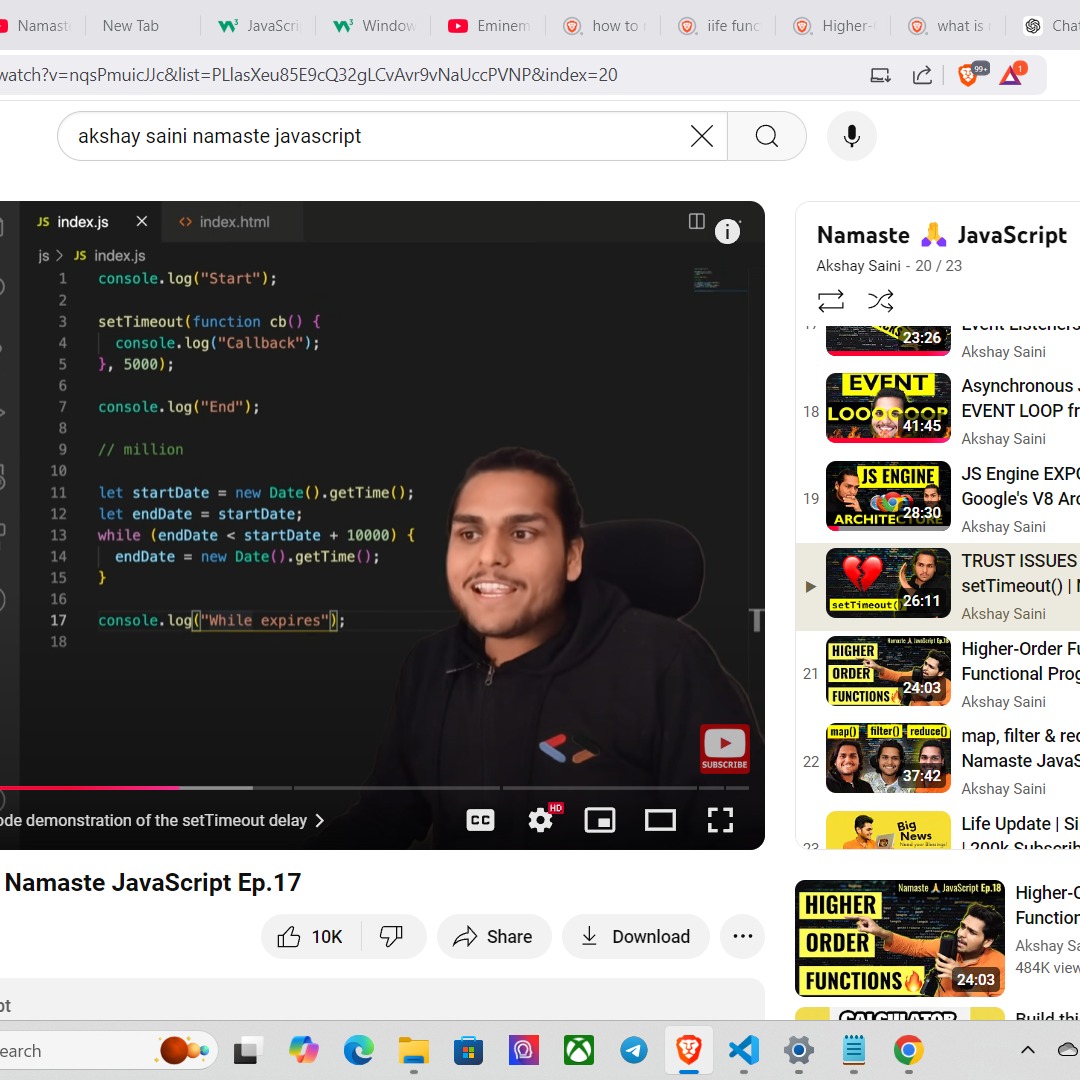 Namast
New Tab
JavaScri
Window
Eminem
how to
iife func
Higher-
what is
Chat
watch?v=nqsPmuicJJc&list=PLlasXeu85E9cQ32gLCvAvr9vNaUccPVNP&index=20
99+
1
akshay saini namaste javascript
JS index.js
<> index.html
js > JS index.js
1 console.log("Start");
2
3 setTimeout(function cb() {
4 console.log("Callback");
5 }, 5000);
6
7 console.log("End");
8
9 // million
10
11 let startDate = new Date().getTime();
12 let endDate = startDate;
13 while (endDate < startDate + 10000) {
14 endDate = new Date().getTime();
15 }
16
17 console.log("While expires");
18
T
SUBSCRIBE
ode demonstration of the setTimeout delay >
CC
HD
Namaste JavaScript Ep.17
10K
Share
Download
pt
Namaste 🙏 JavaScript
Akshay Saini - 20 / 23
17
23:26
Event Listeners
Akshay Saini
18
EVENT
LOOOOOOP
41:45
Asynchronous J
EVENT LOOP fr
Akshay Saini
19
JS ENGINE
ARCHITECTURE
28:30
JS Engine EXPO
Google's V8 Arc
Akshay Saini
setTimeout(
26:11
TRUST ISSUES
setTimeout() | N
Akshay Saini
21
Namaste 🙏 JavaScript Ep.18
HIGHER
ORDER
FUNCTIONS
24:03
Higher-Order Fu
Functional Prog
Akshay Saini
22
map() filter() reduce()
37:42
map, filter & red
Namaste JavaS
Akshay Saini
23
Big
News
Need your Blessings!
Life Update | Si
| 200k Subscrib
Namaste 🙏 JavaScript Ep.18
HIGHER
ORDER
FUNCTIONS🔥
24:03
Higher-O
Function
Akshay Sa
484K view
CALCULATOR
Build thi
earch